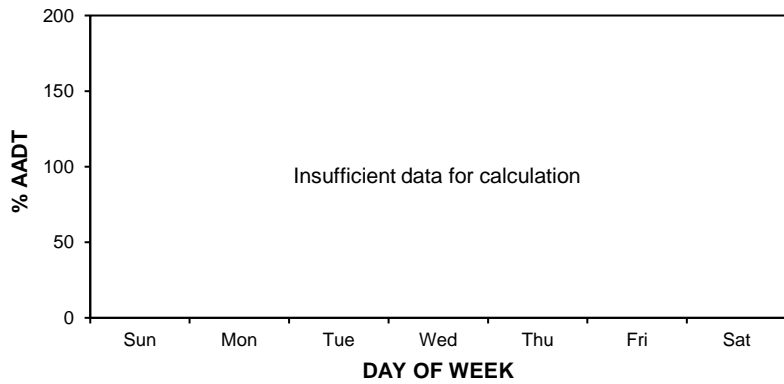 200
150
% AADT
100
Insufficient data for calculation
50
0
Sun Mon Tue Wed Thu Fri Sat
DAY OF WEEK